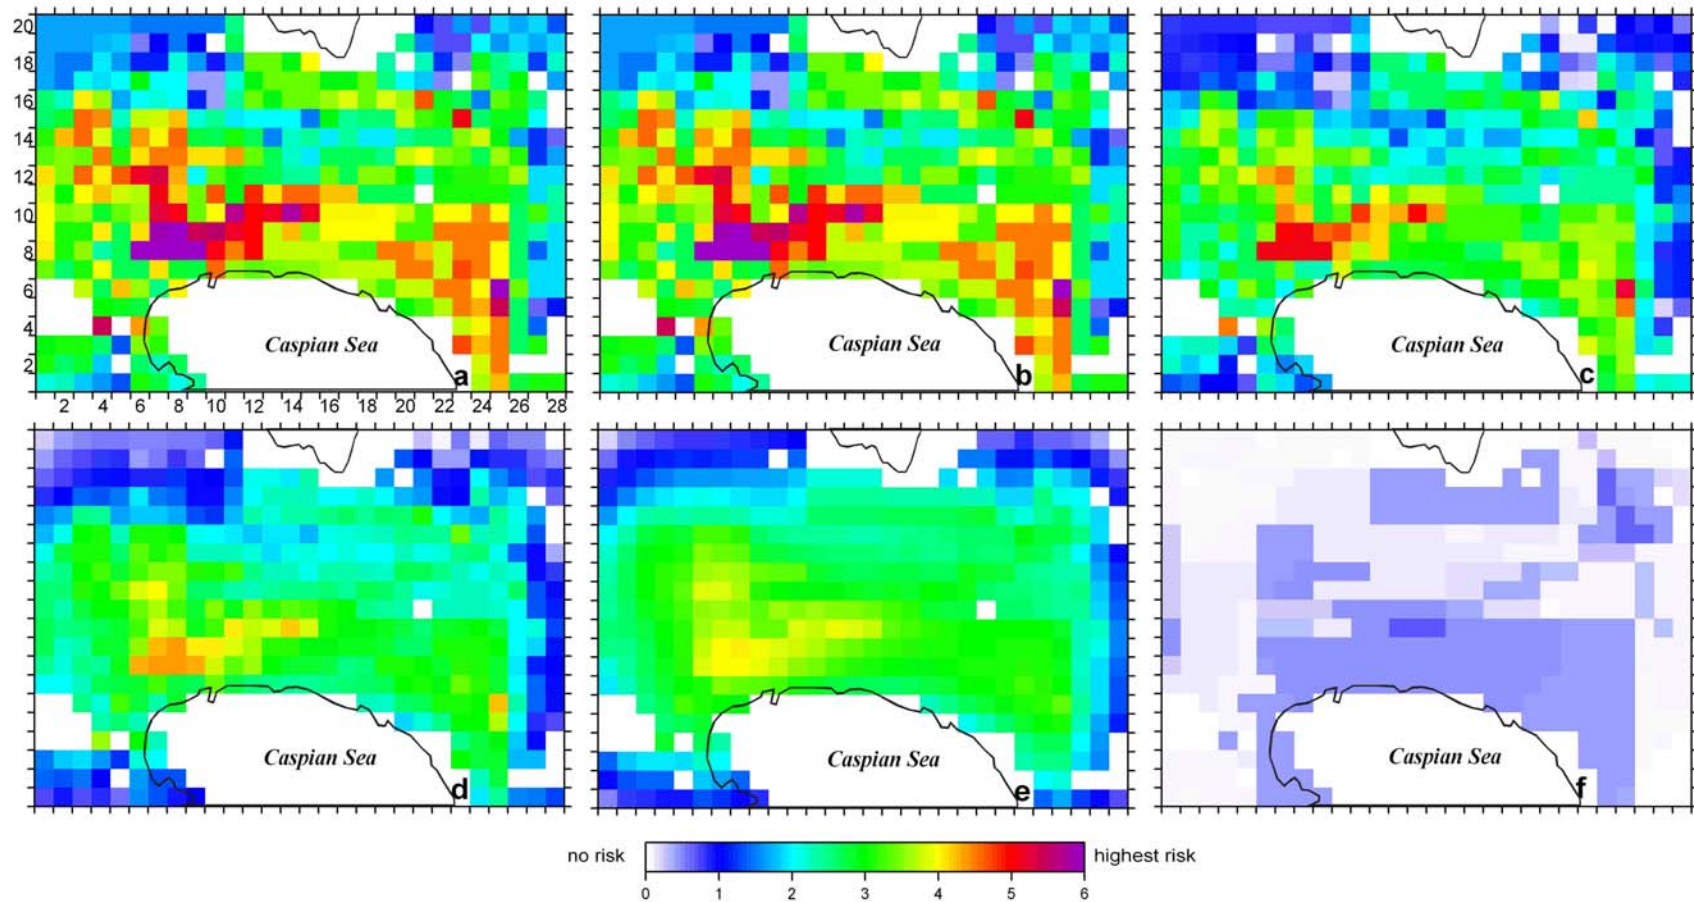 20
18
16
14
12
10
8
6
4
2
Caspian Sea
a
Caspian Sea
b
Caspian Sea
c
2 4 6 8 10 12 14 16 18 20 22 24 26 28
Caspian Sea
d
Caspian Sea
e
Caspian Sea
f
no risk
highest risk
0 1 2 3 4 5 6